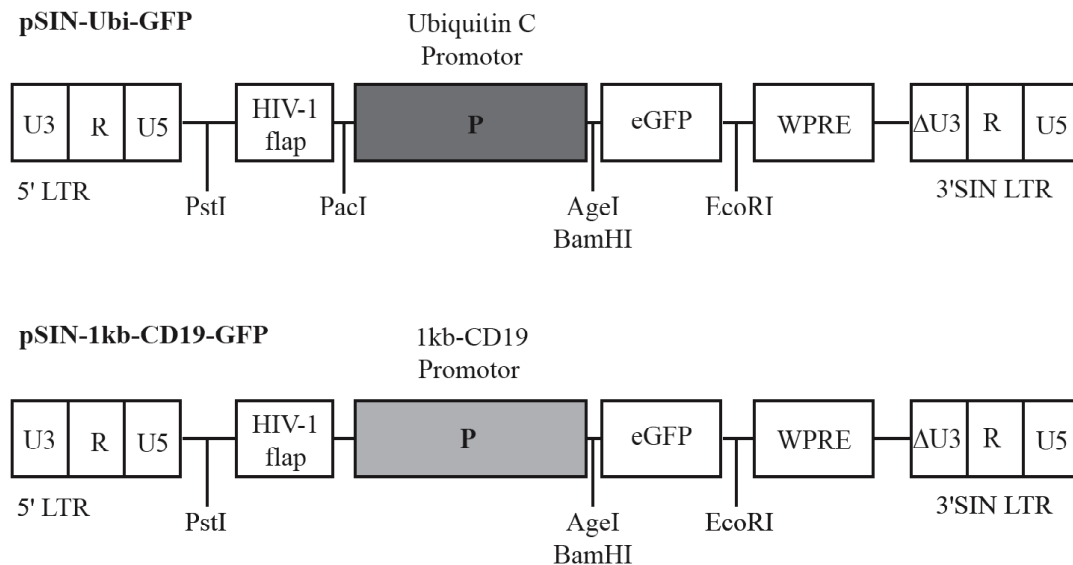 pSIN-Ubi-GFP
Ubiquitin C
Promotor
U3 R U5 HIV-1 flap P eGFP WPRE ΔU3 R U5
5' LTR 3'SIN LTR
PstI PacI AgeI EcoRI
BamHI
pSIN-1kb-CD19-GFP
1kb-CD19
Promotor
U3 R U5 HIV-1 flap P eGFP WPRE ΔU3 R U5
5' LTR 3'SIN LTR
PstI AgeI EcoRI
BamHI